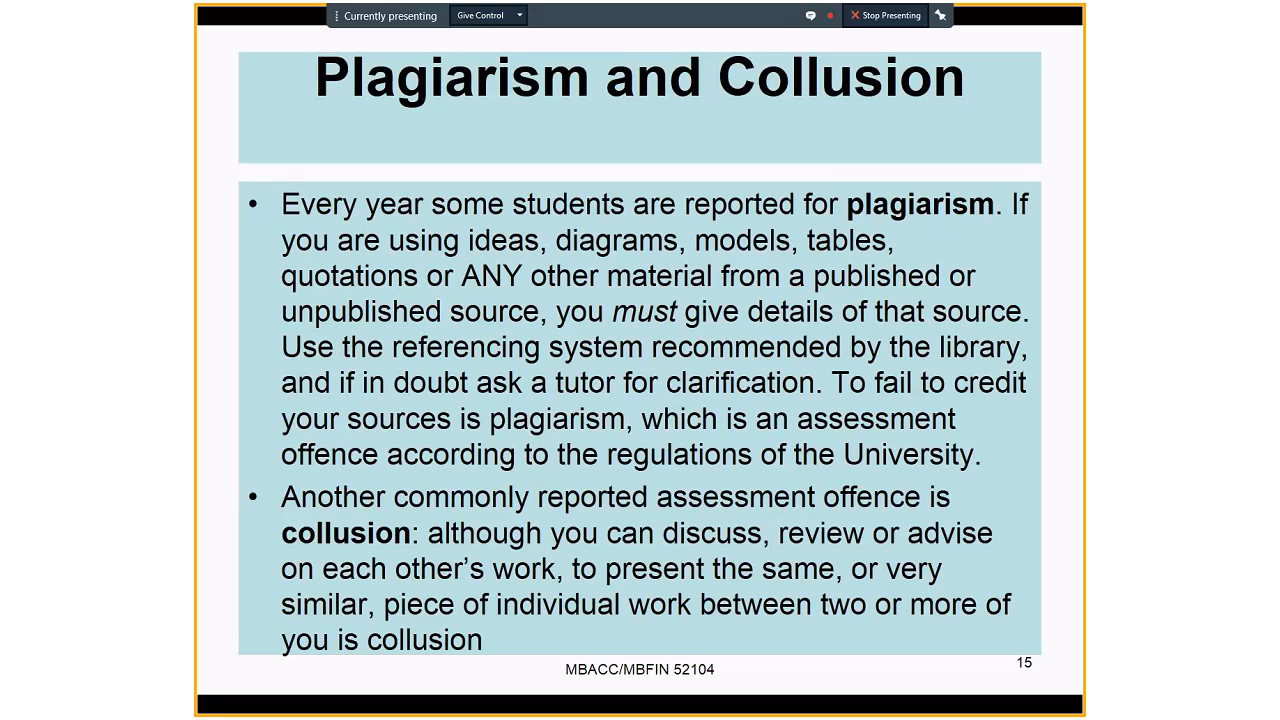 Currently presenting Give Control Stop Presenting
Plagiarism and Collusion
• Every year some students are reported for plagiarism. If
you are using ideas, diagrams, models, tables,
quotations or ANY other material from a published or
unpublished source, you must give details of that source.
Use the referencing system recommended by the library,
and if in doubt ask a tutor for clarification. To fail to credit
your sources is plagiarism, which is an assessment
offence according to the regulations of the University.
• Another commonly reported assessment offence is
collusion: although you can discuss, review or advise
on each other’s work, to present the same, or very
similar, piece of individual work between two or more of
you is collusion
MBACC/MBFIN 52104
15